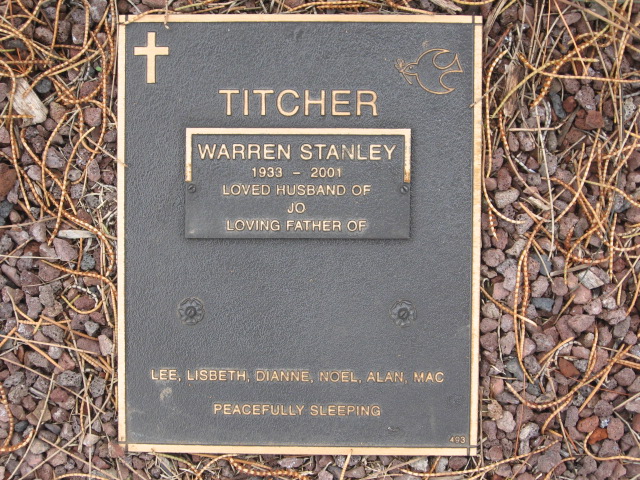 TITCHER
WARREN STANLEY
1933 - 2001
LOVED HUSBAND OF
JO
LOVING FATHER OF
LEE, LISBETH, DIANNE, NOEL, ALAN, MAC
PEACEFULLY SLEEPING
493